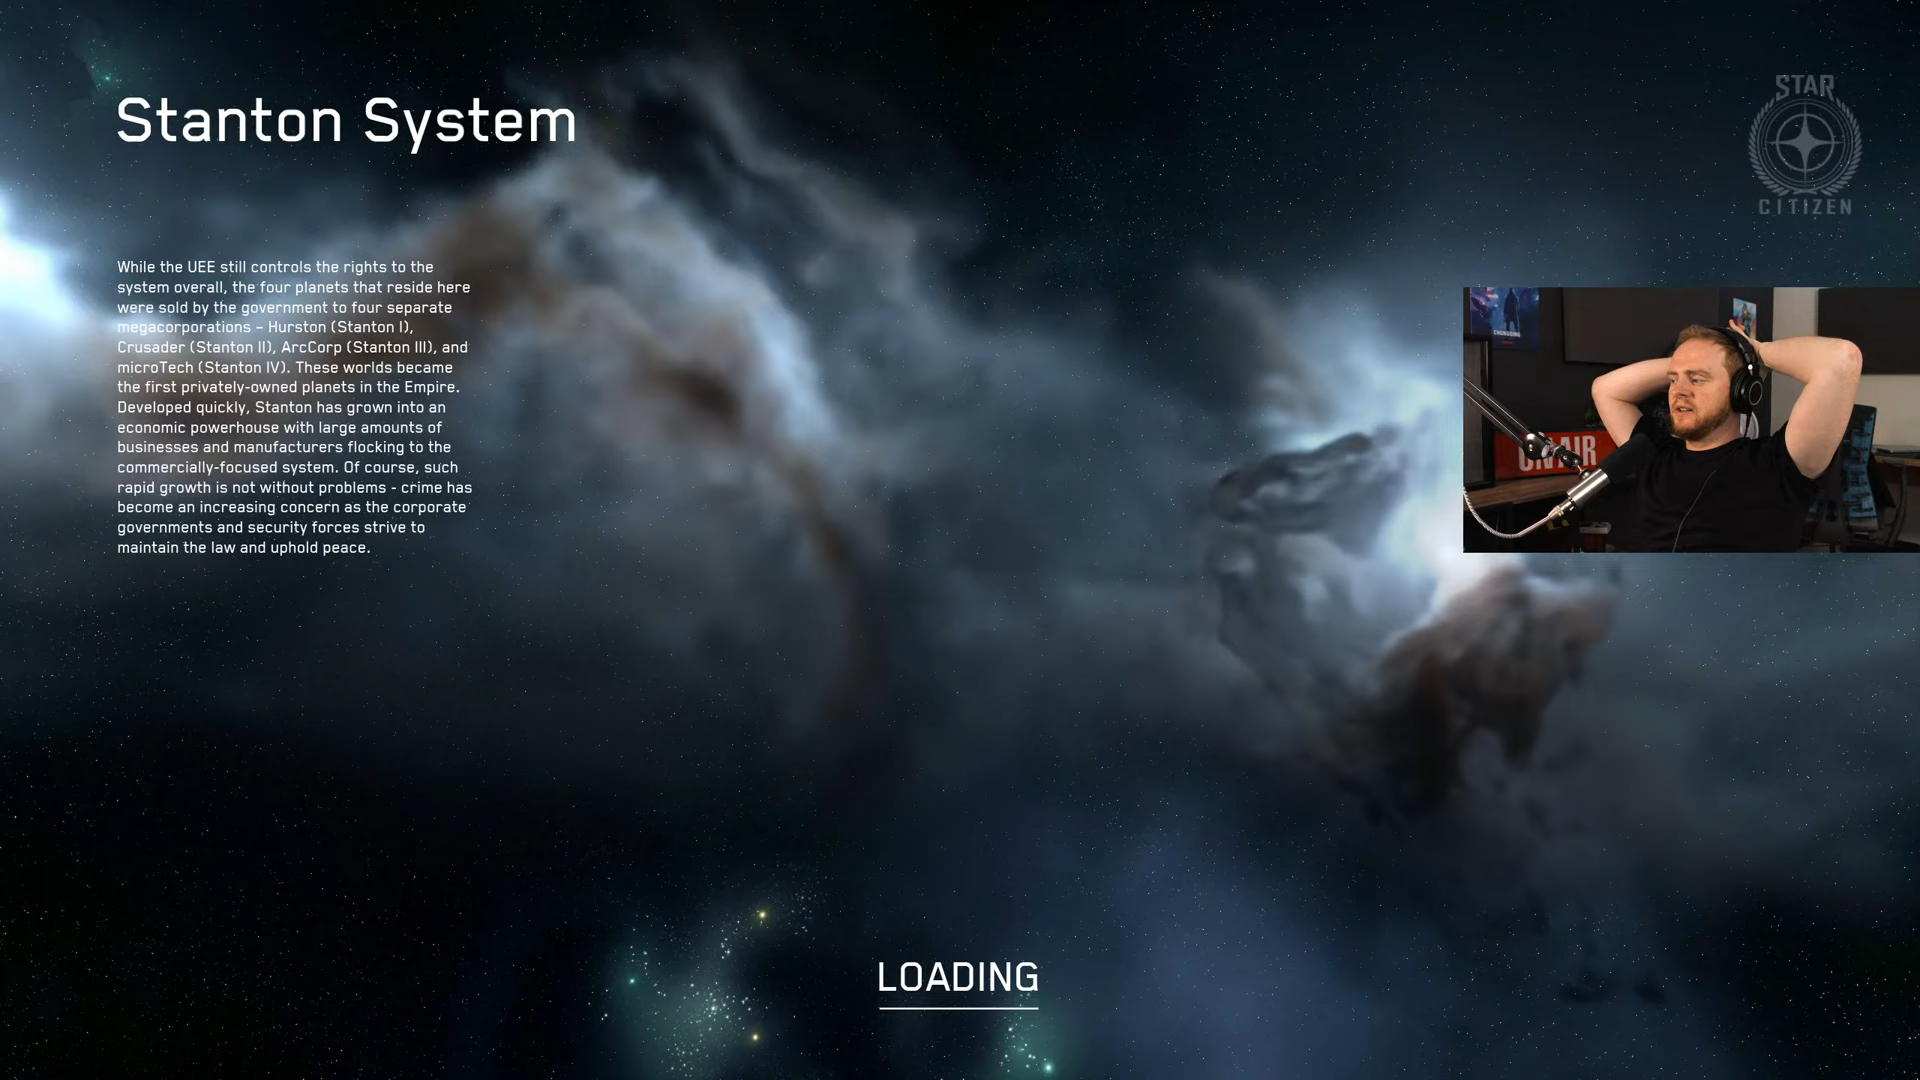 Stanton System
STAR
CITIZEN
While the UEE still controls the rights to the
system overall, the four planets that reside here
were sold by the government to four separate
megacorporations – Hurston (Stanton I),
Crusader (Stanton II), ArcCorp (Stanton III), and
microTech (Stanton IV). These worlds became
the first privately-owned planets in the Empire.
Developed quickly, Stanton has grown into an
economic powerhouse with large amounts of
businesses and manufacturers flocking to the
commercially-focused system. Of course, such
rapid growth is not without problems - crime has
become an increasing concern as the corporate
governments and security forces strive to
maintain the law and uphold peace.
ON AIR
LOADING